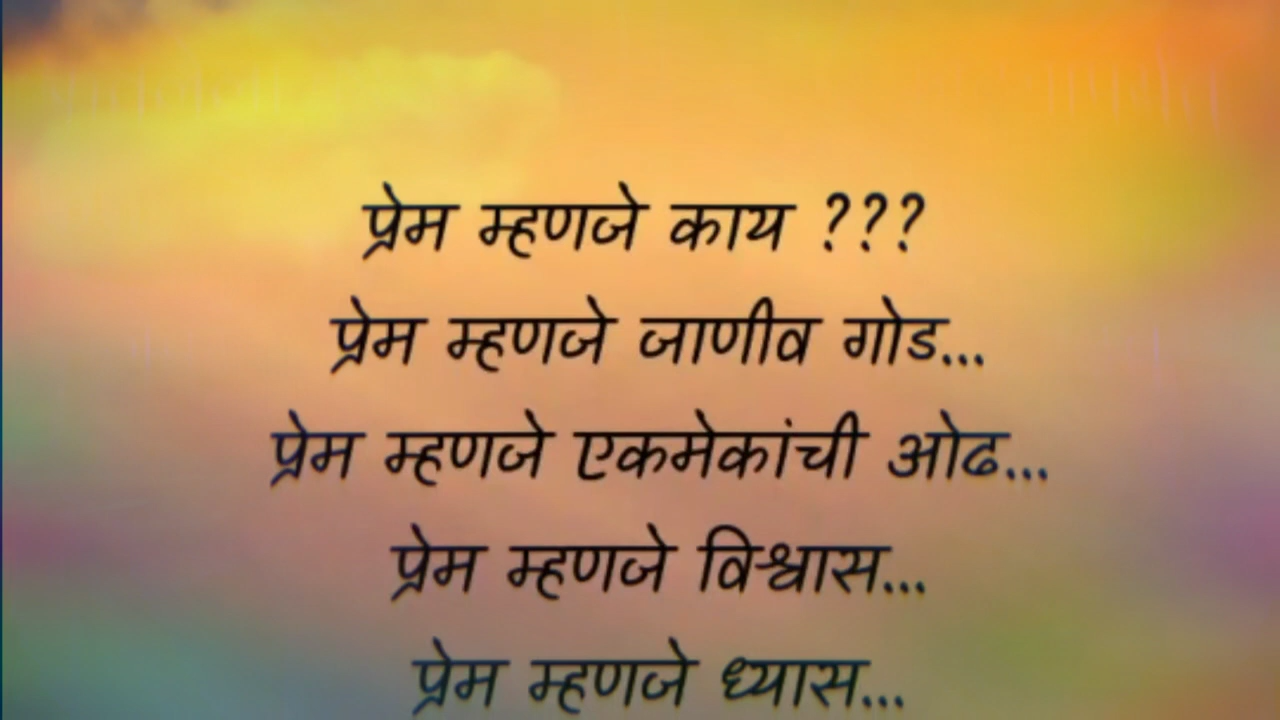 प्रेम म्हणजे काय ???
प्रेम म्हणजे जाणीव गोड...
प्रेम म्हणजे एकमेकांची ओढ...
प्रेम म्हणजे विश्वास...
प्रेम म्हणजे ध्यास...